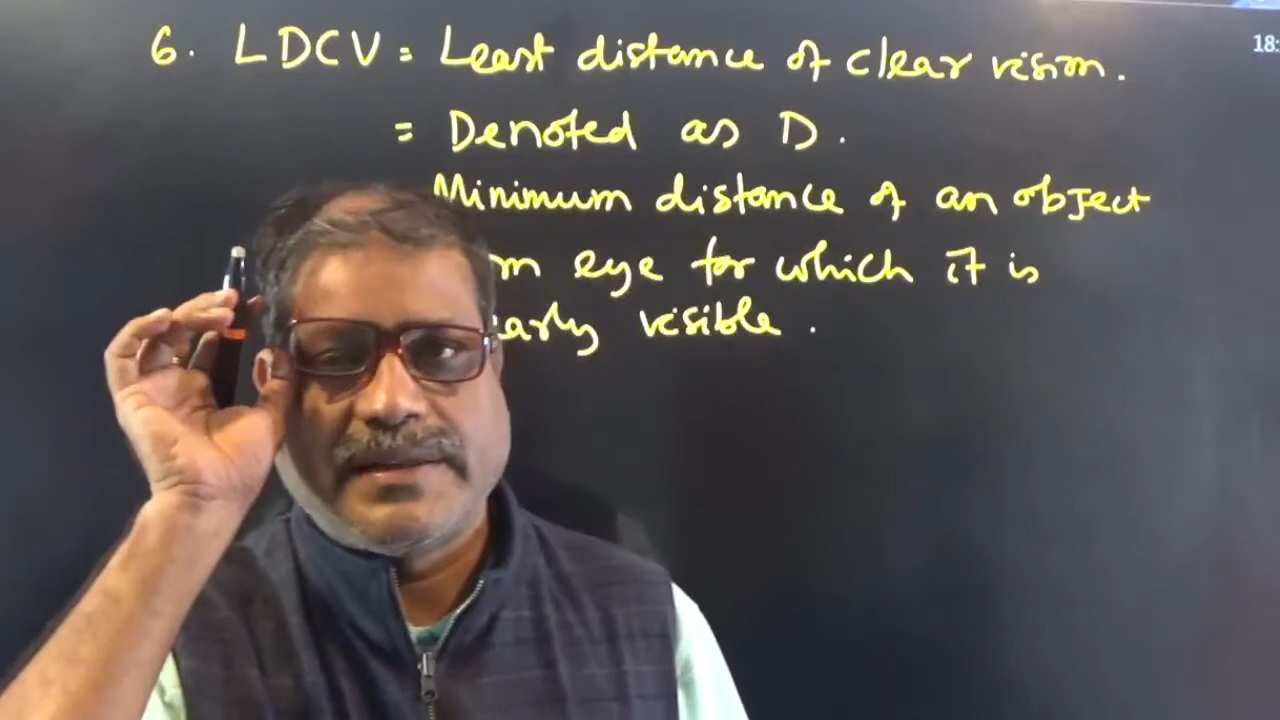 6. LDCV = Least distance of clear vision.
18:
= Denoted as D.
Minimum distance of an object
eye for which it is
visible.